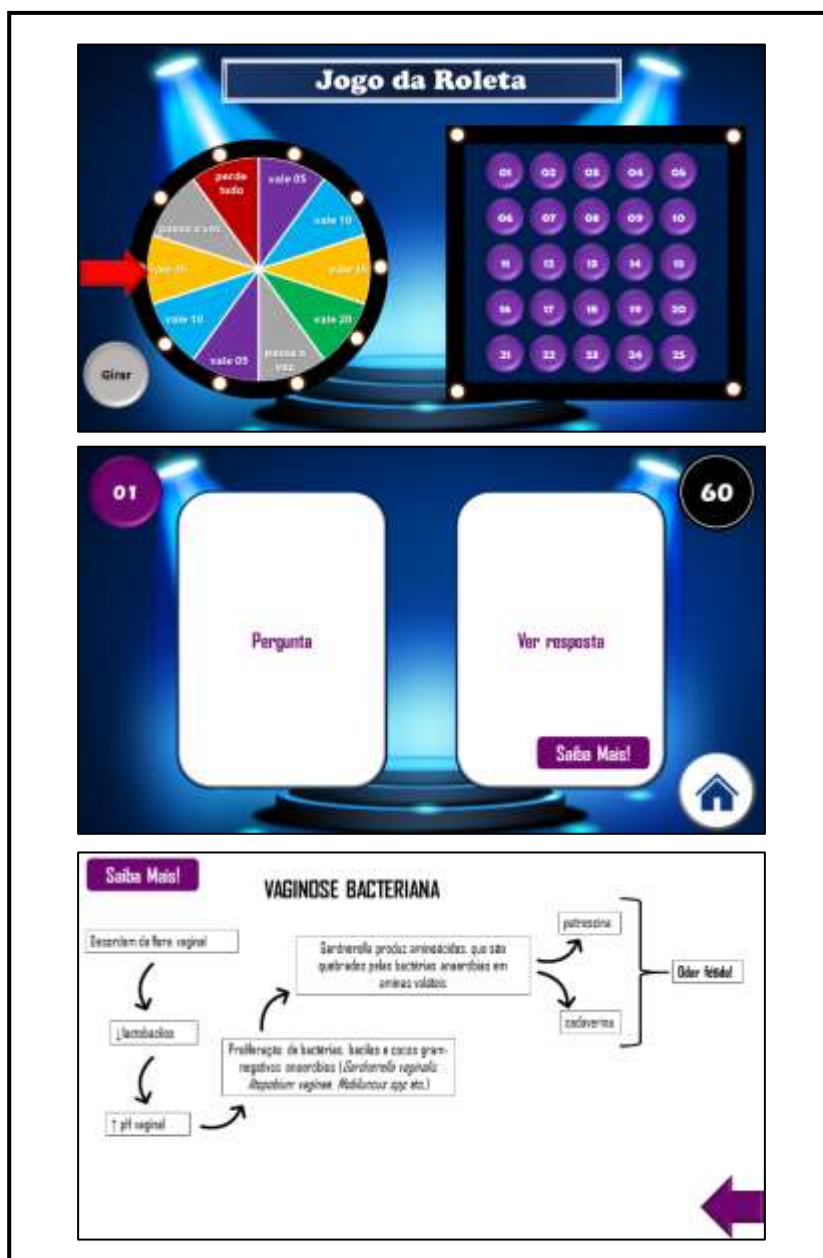 Jogo da Roleta
perde
tudo
vale 05
vale 10
vale 20
passa a
vez
vale 05
vale 10
passa a vez
Girar
01 02 03 04 05
06 07 08 09 10
11 12 13 14 15
16 17 18 19 20
21 22 23 24 25
01
60
Pergunta
Ver resposta
Saiba Mais!
Saiba Mais!
VAGINOSE BACTERIANA
Desordem da flora vaginal
↓lactobacilos
↑ pH vaginal
Proliferação de bactérias, bacilos e cocos gram-
negativos anaeróbios (Gardnerella vaginalis
Atopobium vaginae, Mobiluncus spp etc.)
Gardnerella produz aminoácidos, que são
quebrados pelas bactérias anaeróbias em
aminas voláteis
putrescina
cadaverina
Odor fétido!